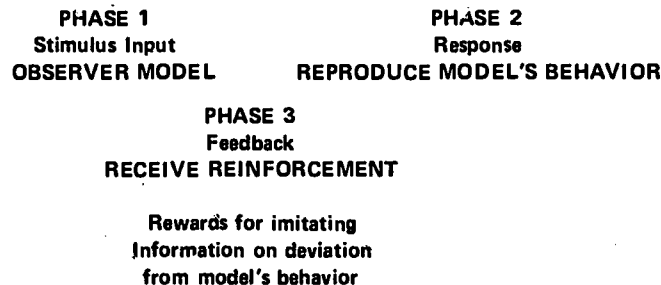 PHASE 1
Stimulus Input
OBSERVER MODEL
PHASE 2
Response
REPRODUCE MODEL'S BEHAVIOR
PHASE 3
Feedback
RECEIVE REINFORCEMENT
Rewards for imitating
Information on deviation
from model's behavior